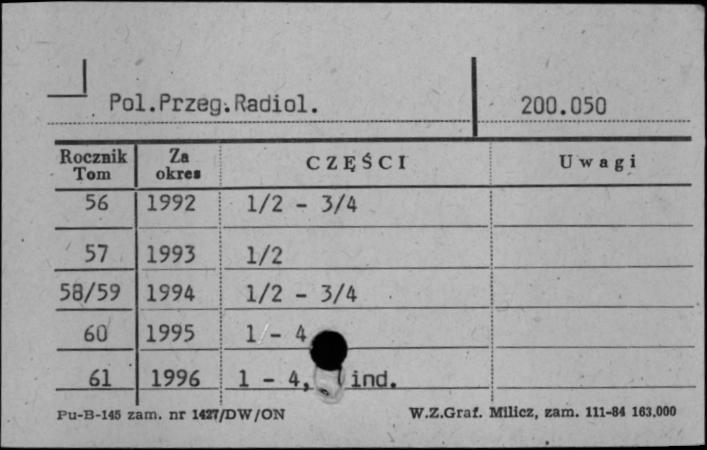 Pol.Przeg.Radiol. 200.050
Rocznik Tom Za okres CZĘŚCI Uwagi
56 1992 1/2 - 3/4
57 1993 1/2
58/59 1994 1/2 - 3/4
60 1995 1 - 4
61 1996 1 - 4, ind.
Pu-B-145 zam. nr 1427/DW/ON W.Z.Graf. Milicz, zam. 111-84 163.000